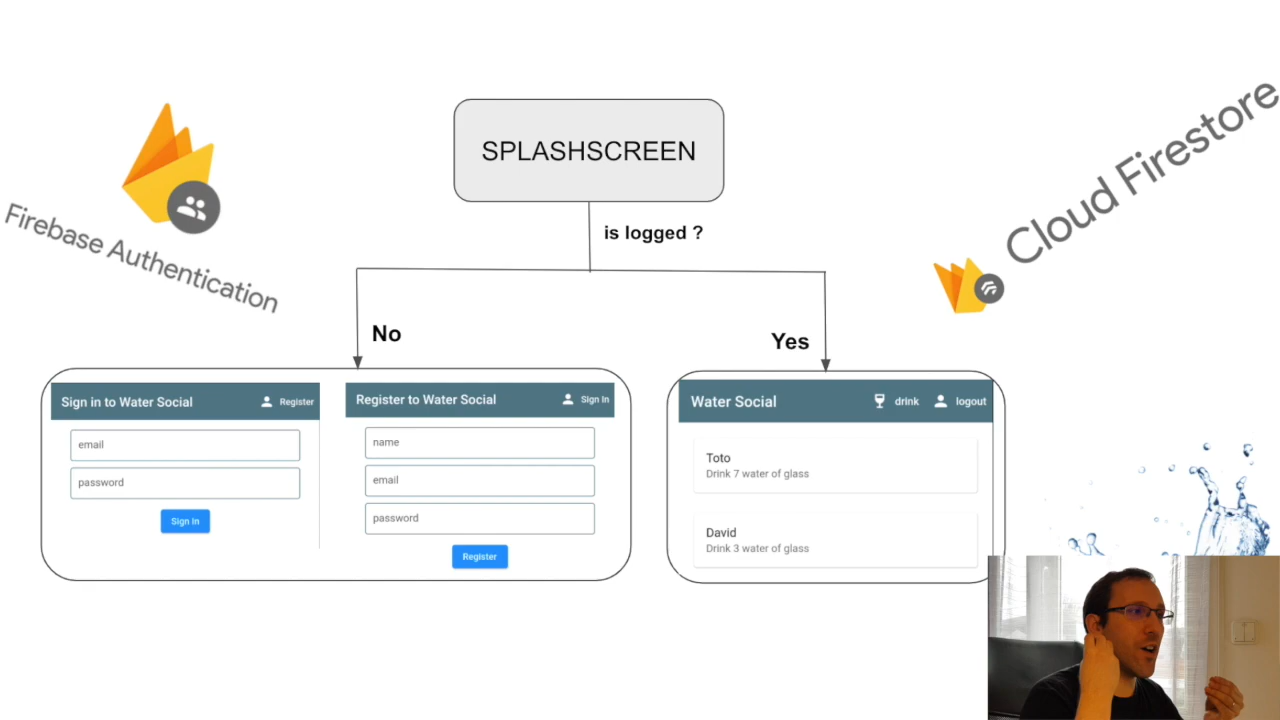 SPLASHSCREEN
Firebase Authentication
Cloud Firestore
is logged ?
No
Yes
Sign in to Water Social
Register
email
password
Sign In
Register to Water Social
Sign In
name
email
password
Register
Water Social
drink
logout
Toto
Drink 7 water of glass
David
Drink 3 water of glass